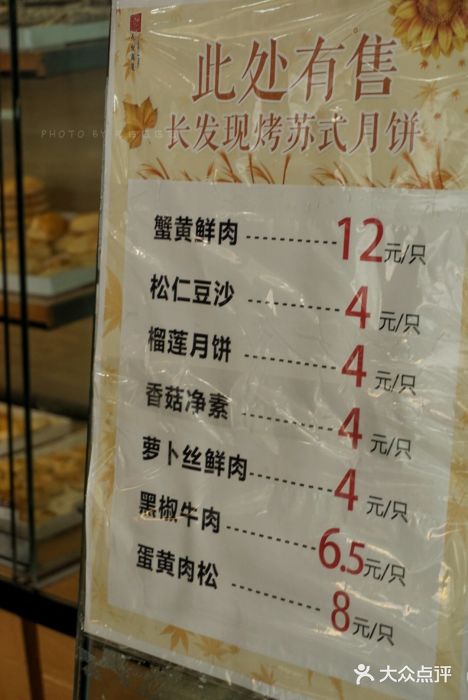 此处有售
长发现烤苏式月饼
PHOTO BY
蟹黄鲜肉 12元/只
松仁豆沙 4元/只
榴莲月饼 4元/只
香菇净素 4元/只
萝卜丝鲜肉 4元/只
黑椒牛肉 6.5元/只
蛋黄肉松 8元/只
大众点评